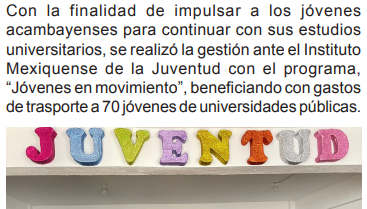 Con la finalidad de impulsar a los jóvenes
acambayenses para continuar con sus estudios
universitarios, se realizó la gestión ante el Instituto
Mexiquense de la Juventud con el programa,
“Jóvenes en movimiento”, beneficiando con gastos
de trasporte a 70 jóvenes de universidades públicas.
JUVENTUD